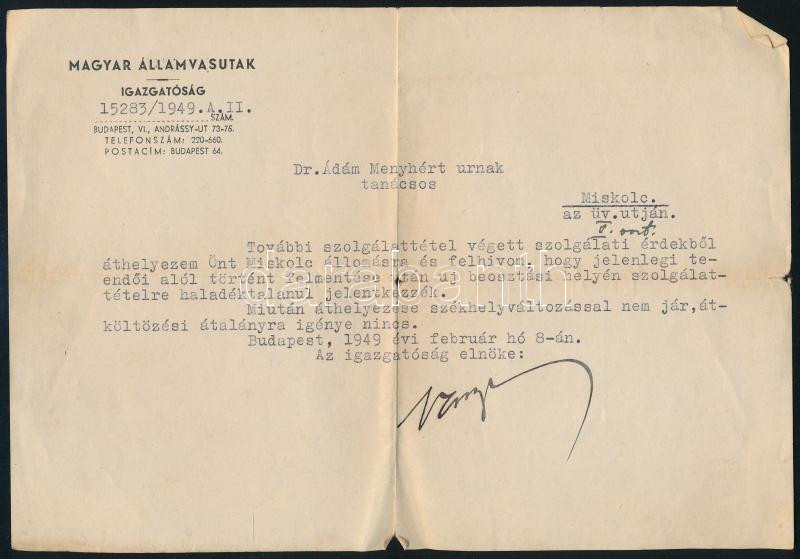 MAGYAR ÁLLAMVASUTAK
IGAZGATÓSÁG
15283/1949.A.II.
SZÁM.
BUDAPEST, VI., ANDRÁSSY-UT 73-75.
TELEFONSZÁM: 220-660.
POSTACÍM: BUDAPEST 64.
Dr.Ádám Menyhért urnak
tanácsos
Miskolc.
az üv.utján.
További szolgálattétel végett szolgálati érdekből
áthelyezem Önt Miskolc állomásra és felhivom, hogy jelenlegi te-
endői alól történt felmentése után uj beosztási helyén szolgálat-
tételre haladéktalanul jelentkezzék.
Miután áthelyezése székhelyváltozással nem jár,át-
költözési átalányra igénye nincs.
Budapest, 1949 évi február hó 8-án.
Az igazgatóság elnöke:
darabanth